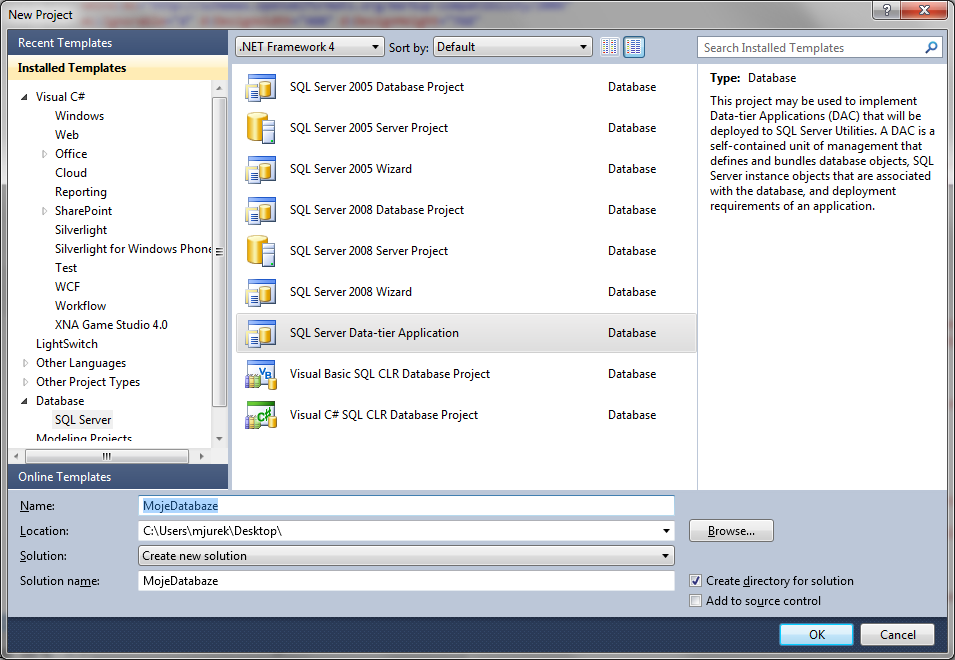 New Project
?
Recent Templates
Installed Templates
Visual C#
Windows
Web
Office
Cloud
Reporting
SharePoint
Silverlight
Silverlight for Windows Phone
Test
WCF
Workflow
XNA Game Studio 4.0
LightSwitch
Other Languages
Other Project Types
Database
SQL Server
Modeling Projects
Online Templates
.NET Framework 4
Sort by: Default
SQL Server 2005 Database Project Database
SQL Server 2005 Server Project Database
SQL Server 2005 Wizard Database
SQL Server 2008 Database Project Database
SQL Server 2008 Server Project Database
SQL Server 2008 Wizard Database
SQL Server Data-tier Application Database
VB Visual Basic SQL CLR Database Project Database
C# Visual C# SQL CLR Database Project Database
Search Installed Templates
Type: Database
This project may be used to implement
Data-tier Applications (DAC) that will be
deployed to SQL Server Utilities. A DAC is a
self-contained unit of management that
defines and bundles database objects, SQL
Server instance objects that are associated
with the database, and deployment
requirements of an application.
Name: MojeDatabaze
Location: C:\Users\mjurek\Desktop\ Browse...
Solution: Create new solution
Solution name: MojeDatabaze
Create directory for solution
Add to source control
OK Cancel